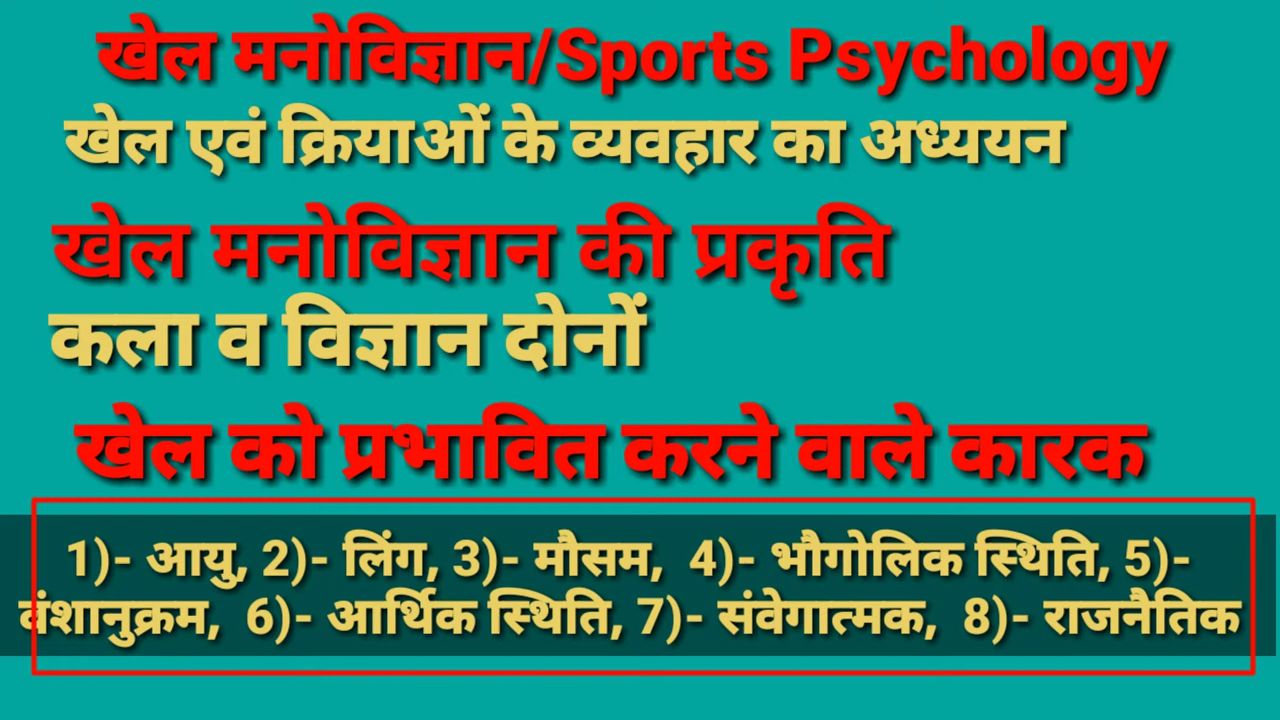 खेल मनोविज्ञान/Sports Psychology
खेल एवं क्रियाओं के व्यवहार का अध्ययन
खेल मनोविज्ञान की प्रकृति
कला व विज्ञान दोनों
खेल को प्रभावित करने वाले कारक
1)- आयु, 2)- लिंग, 3)- मौसम, 4)- भौगोलिक स्थिति, 5)-
वंशानुक्रम, 6)- आर्थिक स्थिति, 7)- संवेगात्मक, 8)- राजनैतिक